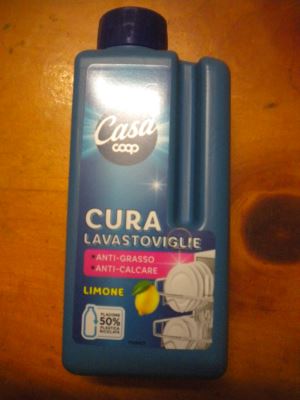 Casa
coop
CURA
LAVASTOVIGLIE
• ANTI-GRASSO
• ANTI-CALCARE
LIMONE
FLACONE
50%
PLASTICA
RICICLATA